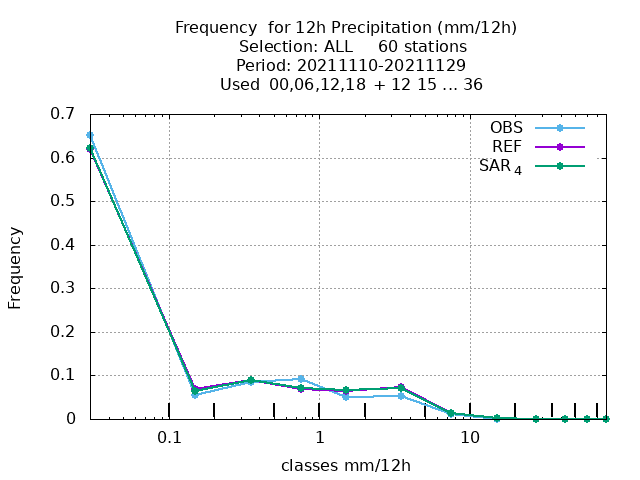 Frequency  for 12h Precipitation (mm/12h)
Selection: ALL     60 stations
Period: 20211110-20211129
Used  00,06,12,18  + 12 15 ... 36
OBS
REF
SAR 4
Frequency
0.7
0.6
0.5
0.4
0.3
0.2
0.1
0
0.1 1 10
classes mm/12h